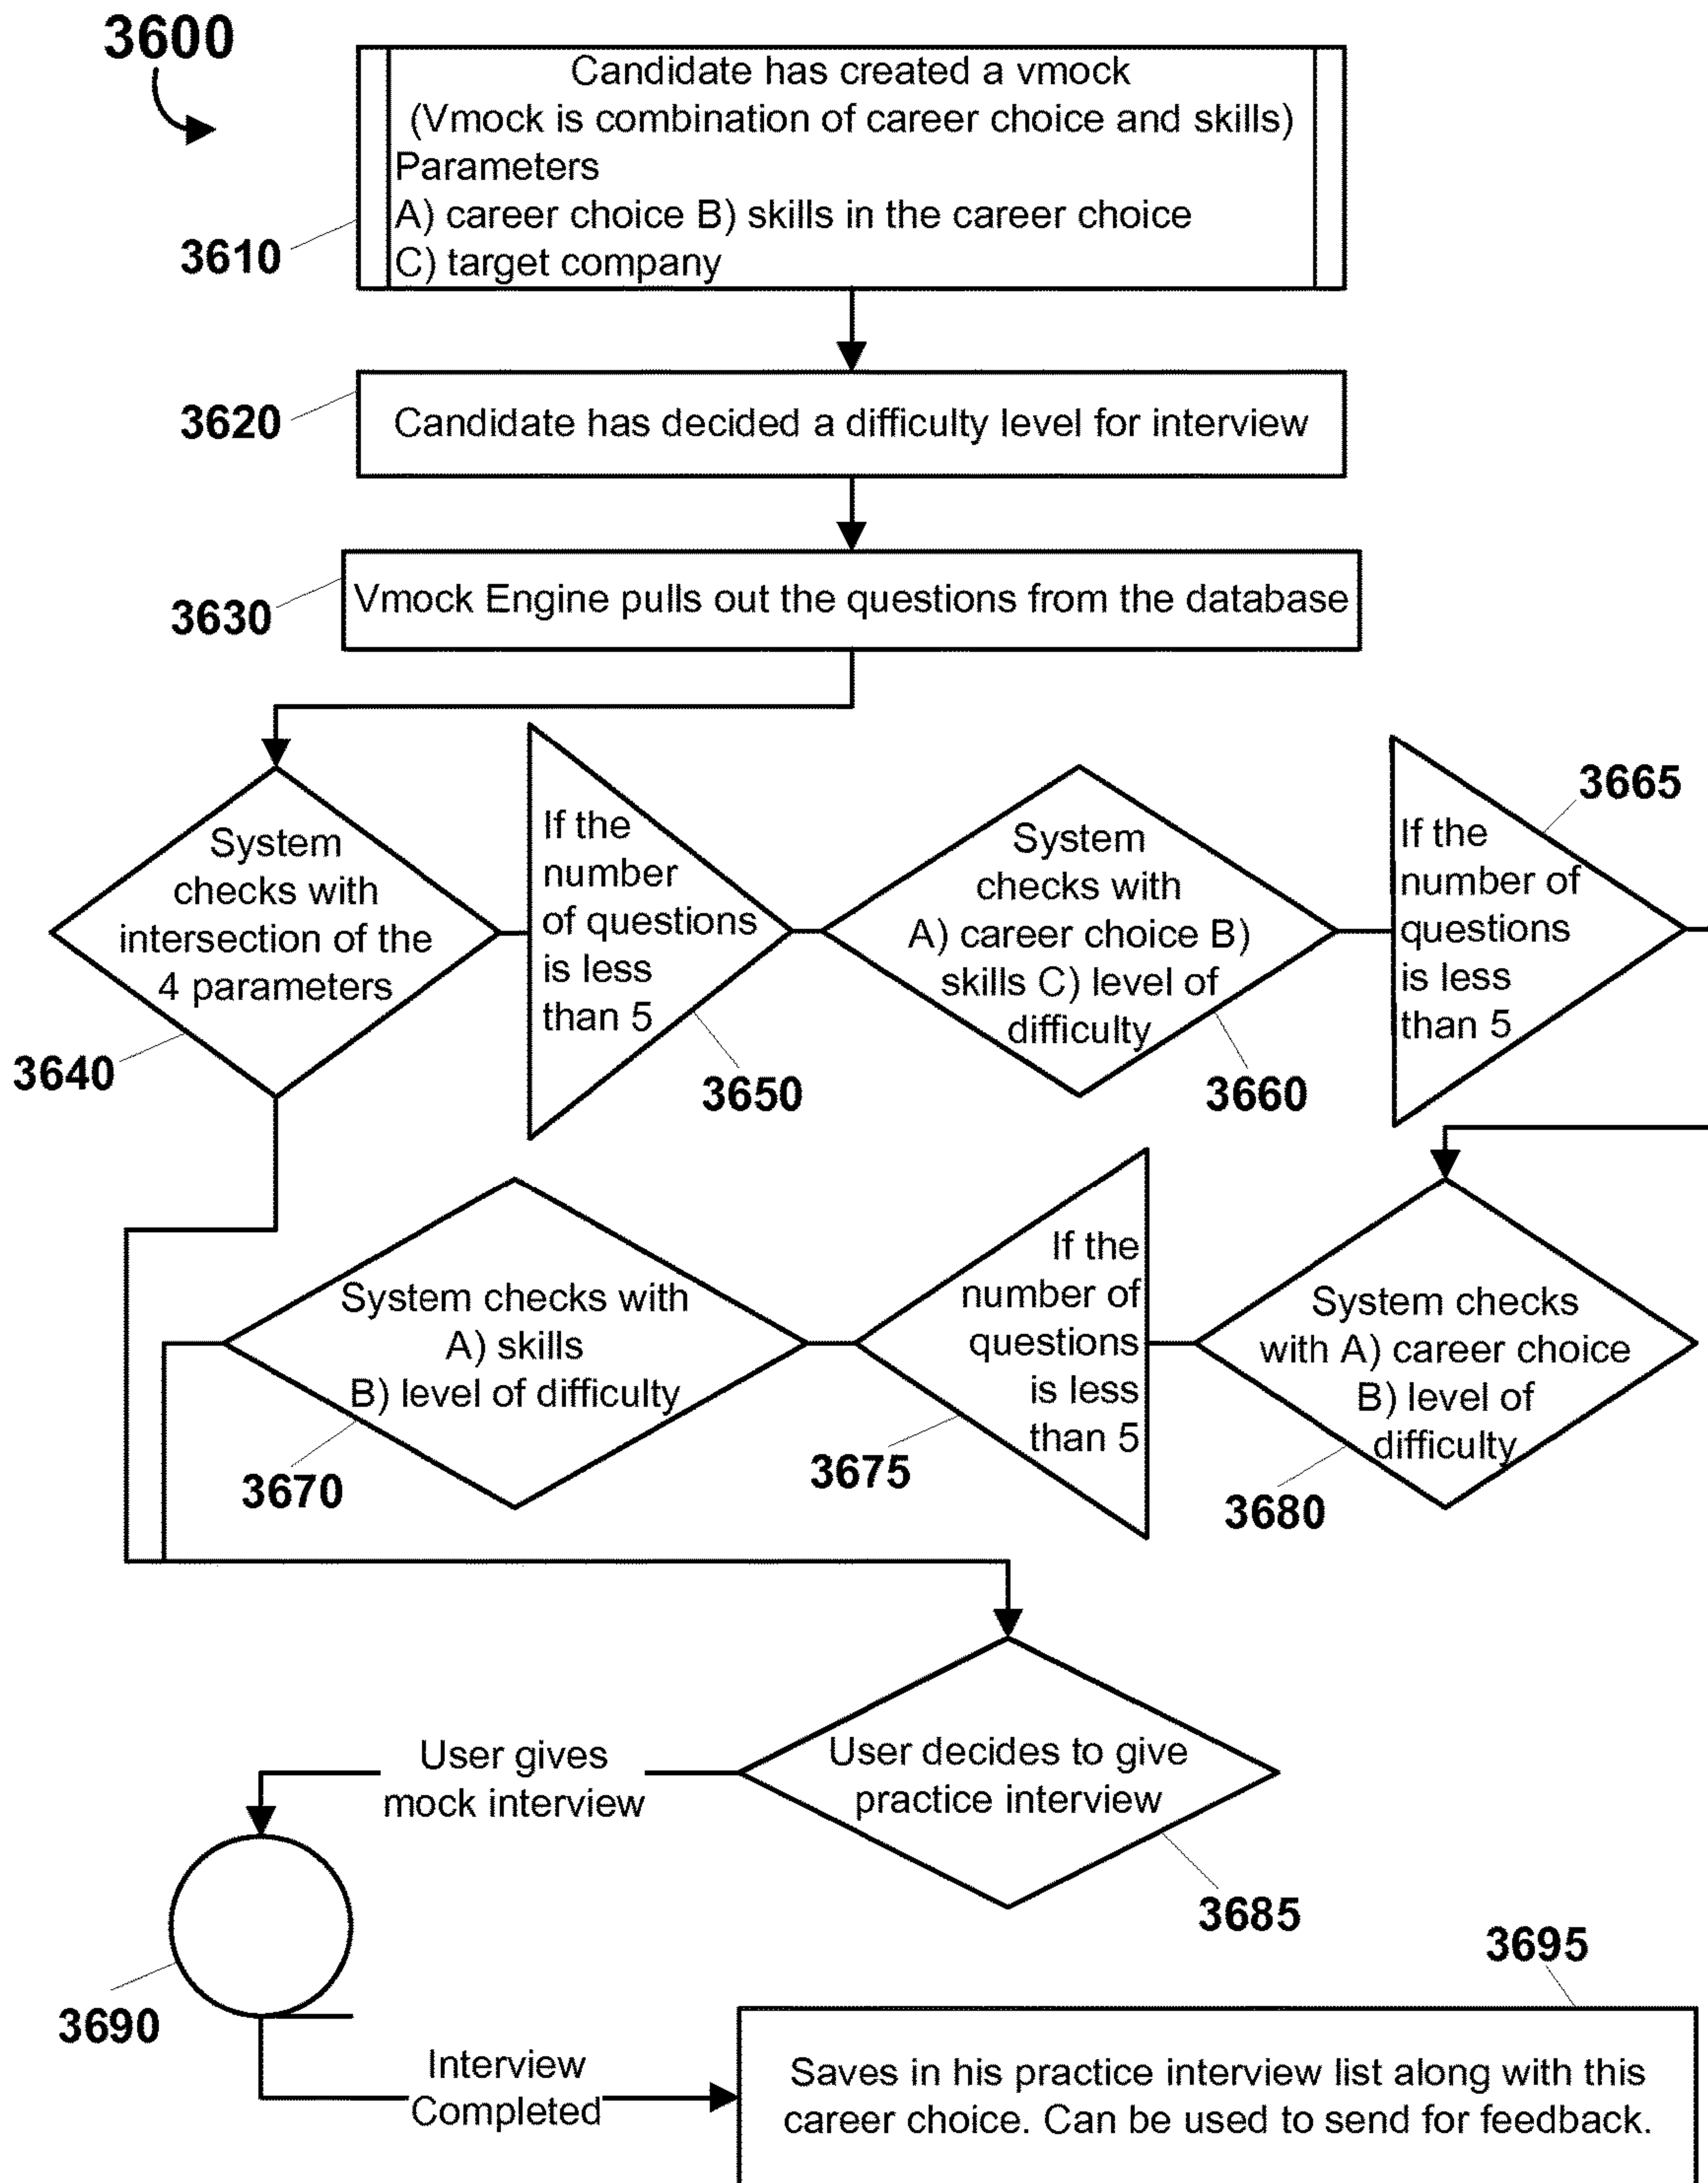 3600
Candidate has created a vmock
(Vmock is combination of career choice and skills)
Parameters
A) career choice B) skills in the career choice
C) target company
3610
3620
Candidate has decided a difficulty level for interview
3630
Vmock Engine pulls out the questions from the database
System
checks with
intersection of the
4 parameters
3640
If the
number
of questions
is less
than 5
3650
System
checks with
A) career choice B)
skills C) level of
difficulty
3660
3665
If the
number of
questions
is less
than 5
System checks with
A) skills
B) level of difficulty
3670
If the
number of
questions
is less
than 5
3675
System checks
with A) career choice
B) level of
difficulty
3680
User gives
mock interview
User decides to give
practice interview
3685
3690
Interview
Completed
3695
Saves in his practice interview list along with this
career choice. Can be used to send for feedback.